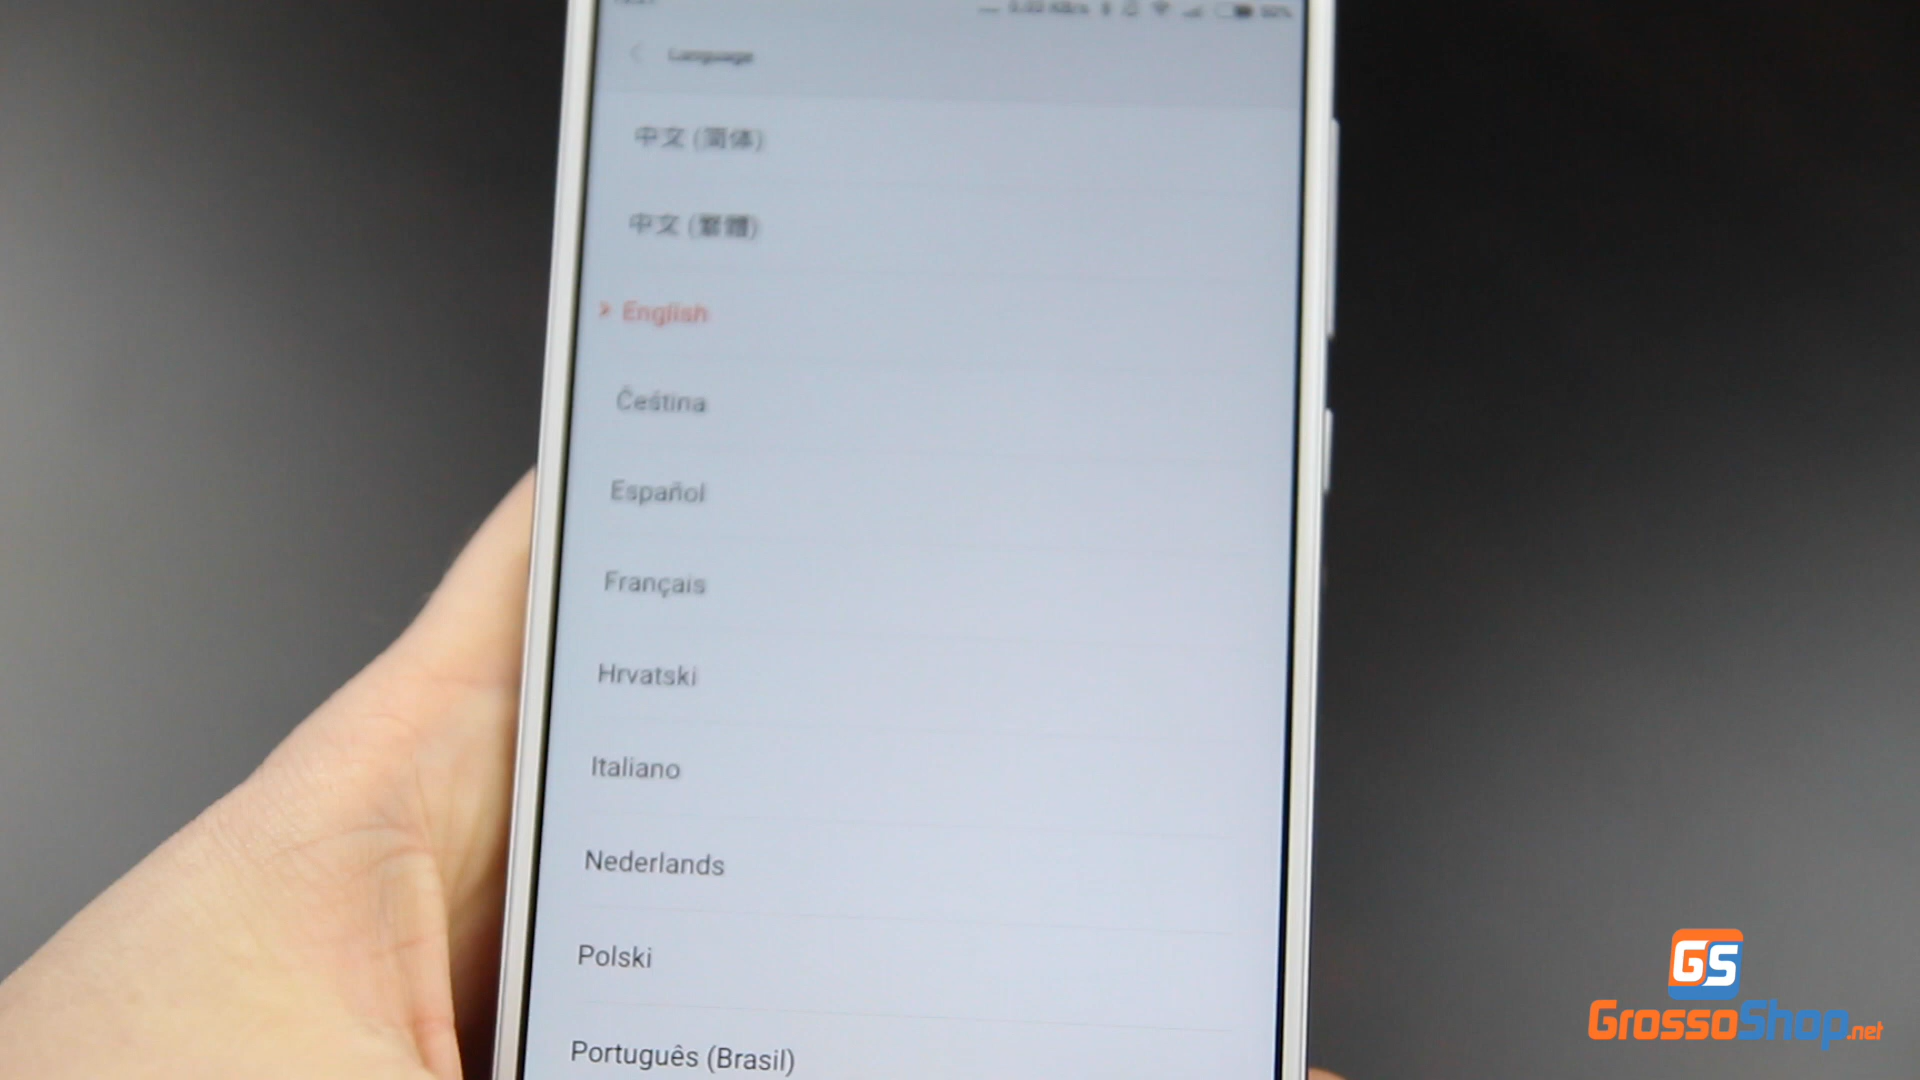 Language
中文 (简体)
中文 (繁體)
English
Čeština
Español
Français
Hrvatski
Italiano
Nederlands
Polski
Português (Brasil)
GS
GrossoShop.net